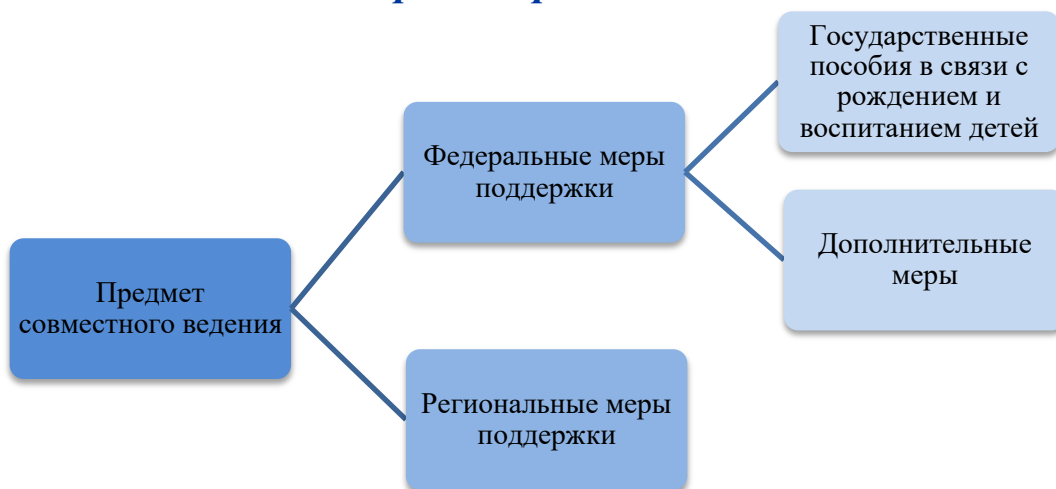 Государственные
пособия в связи с
рождением и
воспитанием детей
Федеральные меры
поддержки
Дополнительные
меры
Предмет
совместного ведения
Региональные меры
поддержки